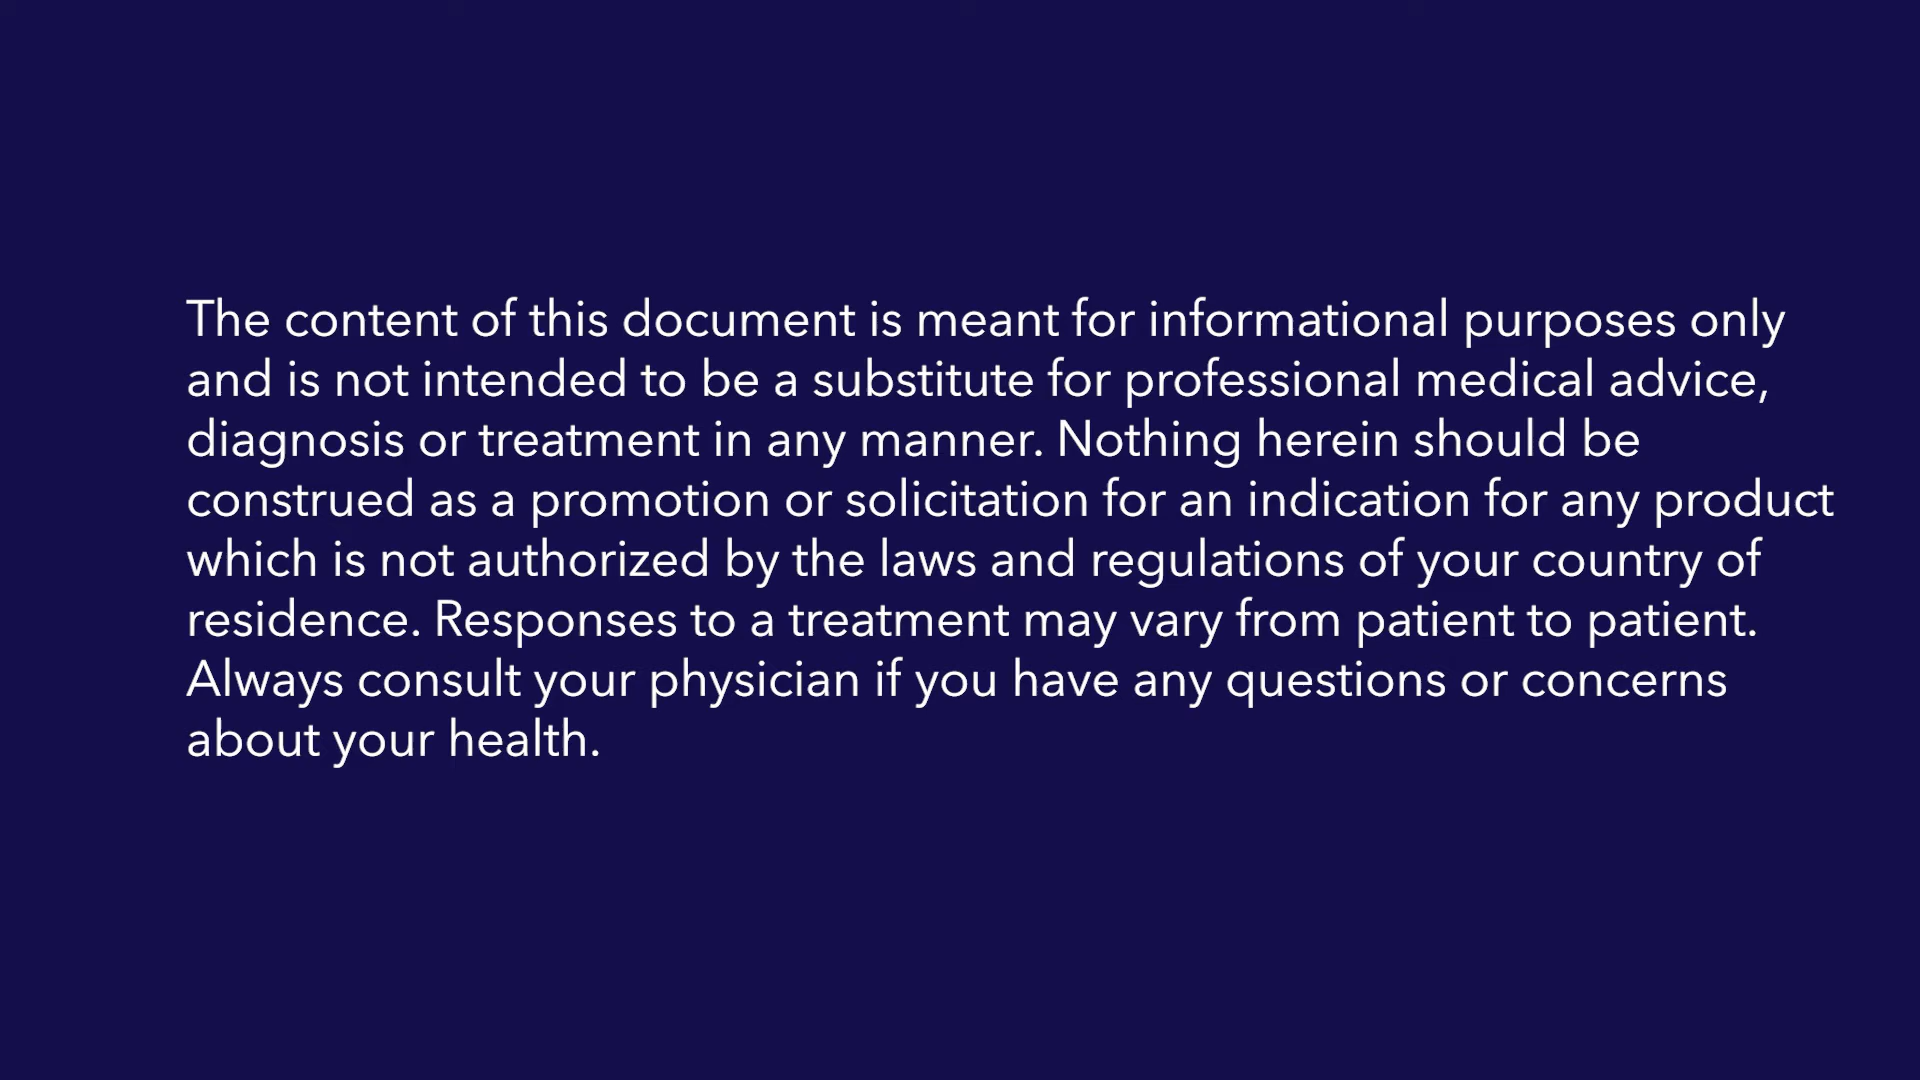 The content of this document is meant for informational purposes only
and is not intended to be a substitute for professional medical advice,
diagnosis or treatment in any manner. Nothing herein should be
construed as a promotion or solicitation for an indication for any product
which is not authorized by the laws and regulations of your country of
residence. Responses to a treatment may vary from patient to patient.
Always consult your physician if you have any questions or concerns
about your health.